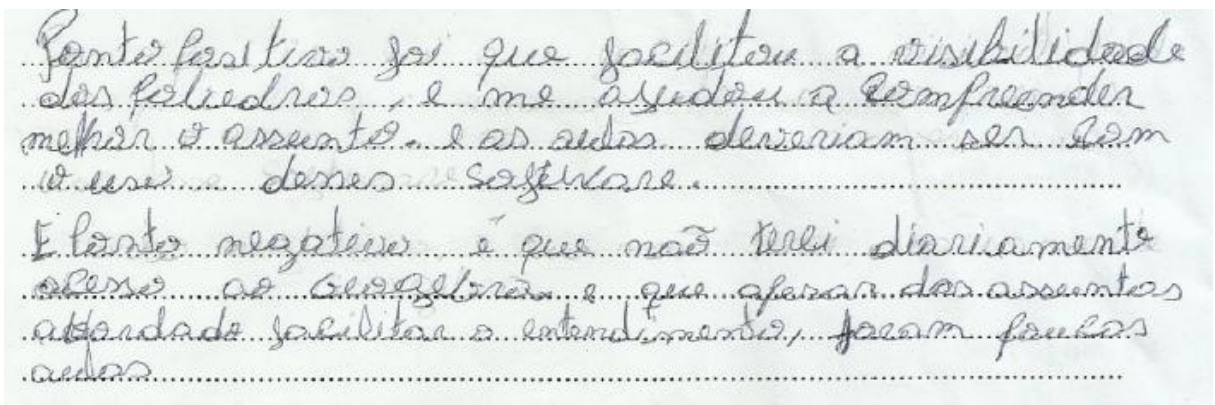 Ponto Positivo foi que facilitou a visibilidade
dos Poliedros, e me ajudou a compreender
melhor o assunto. e as aulas deveriam ser com
o uso desses software.
E Ponto negativo é que não terei diariamente
acesso ao Geogebra e que apesar dos assuntos
abordado facilitar o entendimento, foram poucas
aulas